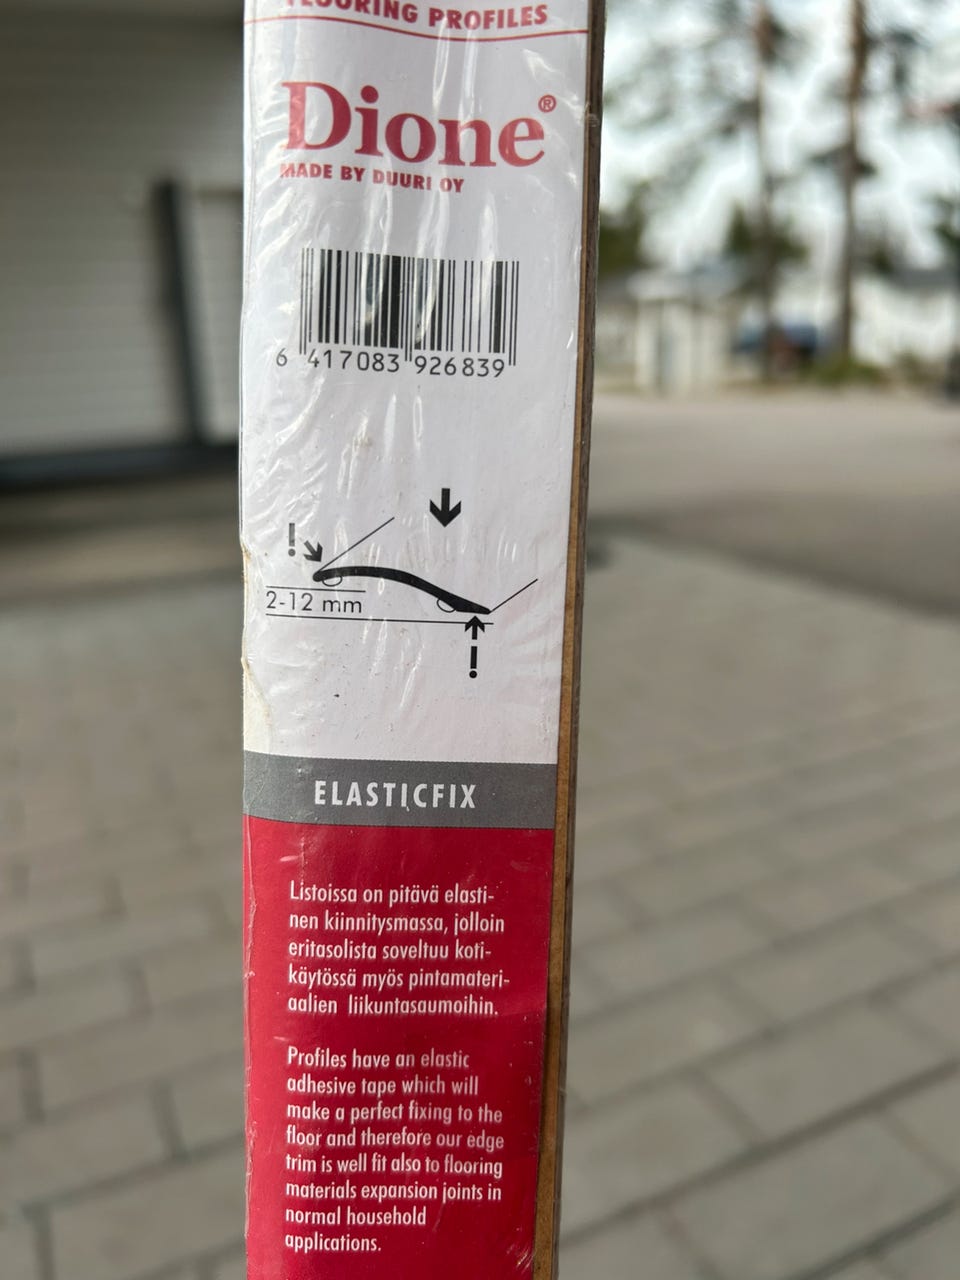 FLOORING PROFILES
Dione®
MADE BY DUURI OY
6 417083 926839
!
2-12 mm
!
ELASTICFIX
Listoissa on pitävä elasti-
nen kiinnitysmassa, jolloin
eritasolista soveltuu koti-
käytössä myös pintamateri-
aalien liikuntasaumoihin.
Profiles have an elastic
adhesive tape which will
make a perfect fixing to the
floor and therefore our edge
trim is well fit also to flooring
materials expansion joints in
normal household
applications.